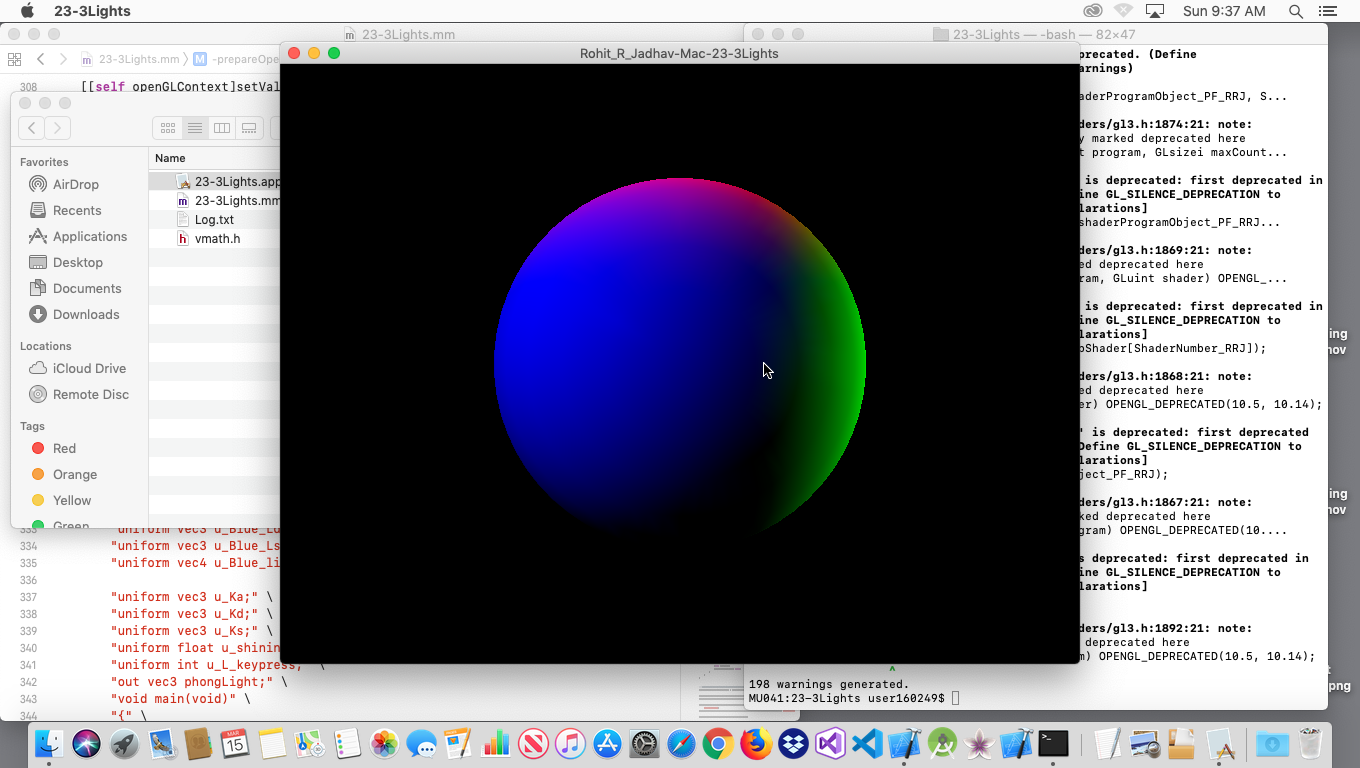 23-3Lights
Sun 9:37 AM
23-3Lights.mm
23-3Lights — -bash — 82×47
Rohit_R_Jadhav-Mac-23-3Lights
23-3Lights.mm
M
308 [[self openGLContext]
Favorites
AirDrop
Recents
Applications
Desktop
Documents
Downloads
Locations
iCloud Drive
Remote Disc
Tags
Red
Orange
Yellow
Green
Name
23-3Lights.app
23-3Lights.mm
Log.txt
vmath.h
334 "uniform vec3 u_Blue_Ls
335 "uniform vec4 u_Blue_li
336
337 "uniform vec3 u_Ka;" \
338 "uniform vec3 u_Kd;" \
339 "uniform vec3 u_Ks;" \
340 "uniform float u_shinin
341 "uniform int u_L_keypress;" \
342 "out vec3 phongLight;" \
343 "void main(void)" \
344 "{" \
precated. (Define
arnings)
aderProgramObject_PF_RRJ, S...
ders/gl3.h:1874:21: note:
y marked deprecated here
t program, GLsizei maxCount...
is deprecated: first deprecated in
ine GL_SILENCE_DEPRECATION to
larations]
shaderProgramObject_PF_RRJ...
ders/gl3.h:1869:21: note:
ed deprecated here
ram, GLuint shader) OPENGL_...
is deprecated: first deprecated in
ine GL_SILENCE_DEPRECATION to
larations]
pShader[ShaderNumber_RRJ]);
ders/gl3.h:1868:21: note:
ed deprecated here
er) OPENGL_DEPRECATED(10.5, 10.14);
' is deprecated: first deprecated
Define GL_SILENCE_DEPRECATION to
larations]
ject_PF_RRJ);
ders/gl3.h:1867:21: note:
ked deprecated here
gram) OPENGL_DEPRECATED(10....
s deprecated: first deprecated in
ine GL_SILENCE_DEPRECATION to
larations]
ders/gl3.h:1892:21: note:
deprecated here
m) OPENGL_DEPRECATED(10.5, 10.14);
^
198 warnings generated.
MU041:23-3Lights user160249$
ing
nov
ing
nov
t
png
MAR
15